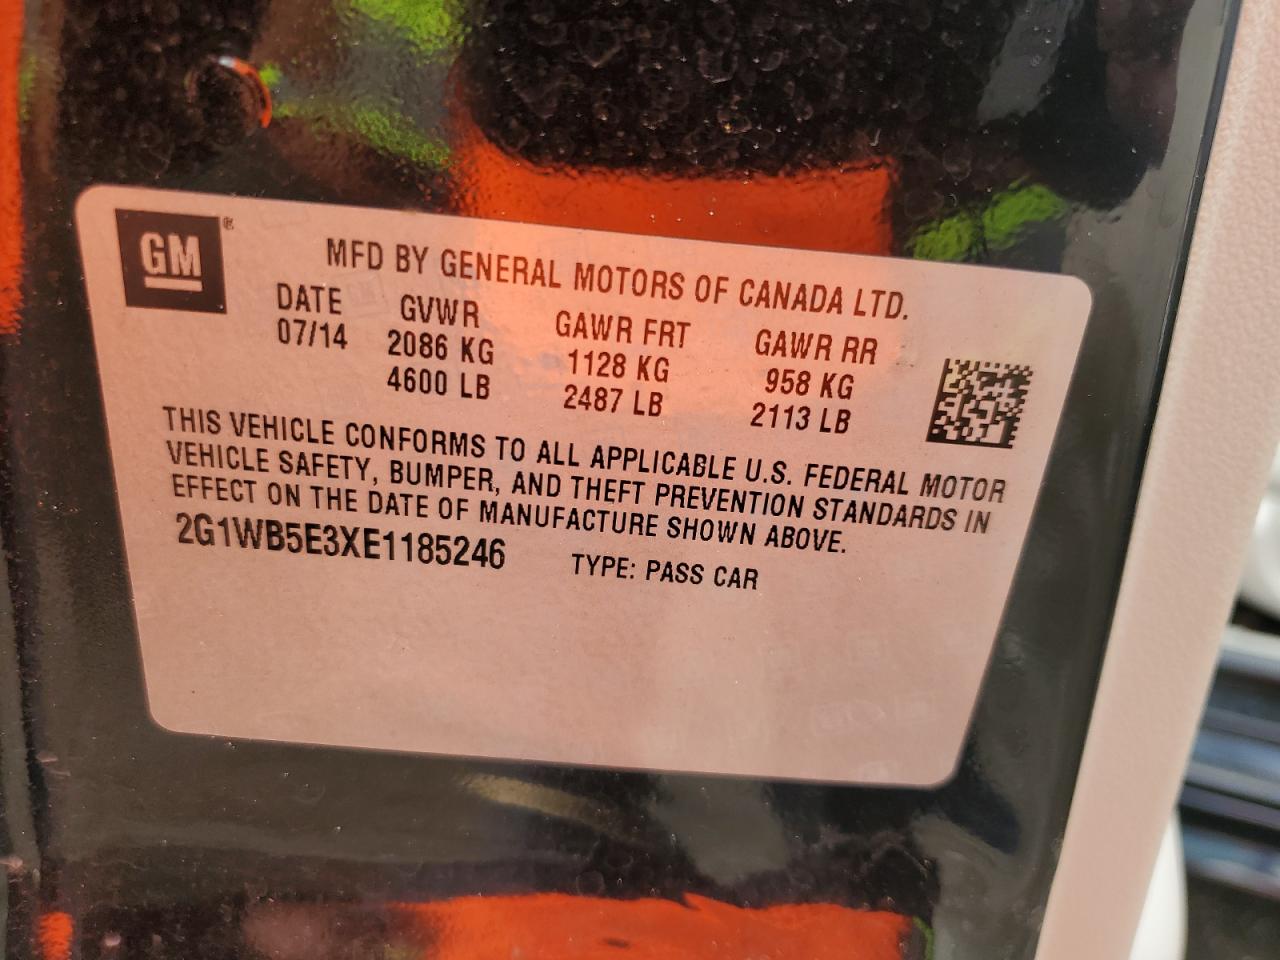 GM®
MFD BY GENERAL MOTORS OF CANADA LTD.
DATE GVWR GAWR FRT GAWR RR
07/14 2086 KG 1128 KG 958 KG
4600 LB 2487 LB 2113 LB
THIS VEHICLE CONFORMS TO ALL APPLICABLE U.S. FEDERAL MOTOR
VEHICLE SAFETY, BUMPER, AND THEFT PREVENTION STANDARDS IN
EFFECT ON THE DATE OF MANUFACTURE SHOWN ABOVE.
2G1WB5E3XE1185246 TYPE: PASS CAR